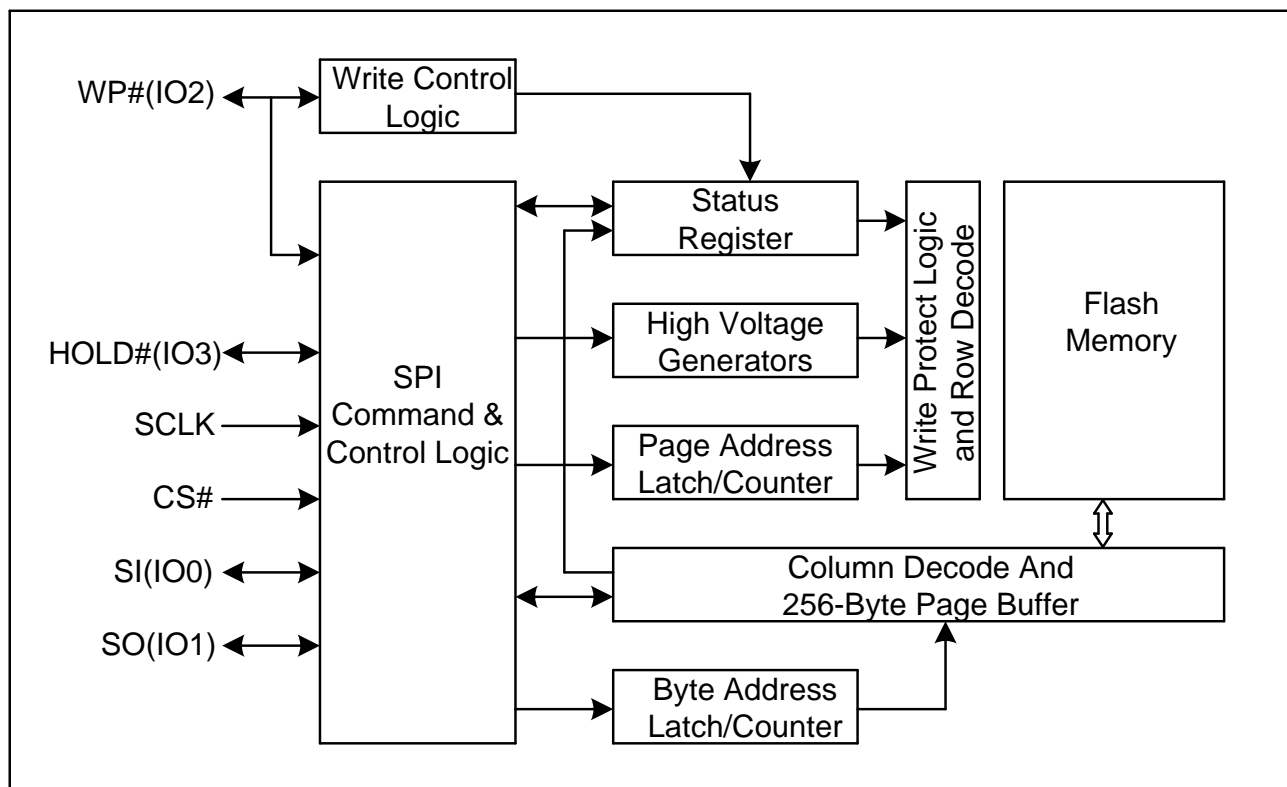 WP#(IO2)
Write Control
Logic
HOLD#(IO3)
SCLK
CS#
SI(IO0)
SO(IO1)
SPI
Command &
Control Logic
Status
Register
High Voltage
Generators
Page Address
Latch/Counter
Write Protect Logic
and Row Decode
Flash
Memory
Column Decode And
256-Byte Page Buffer
Byte Address
Latch/Counter